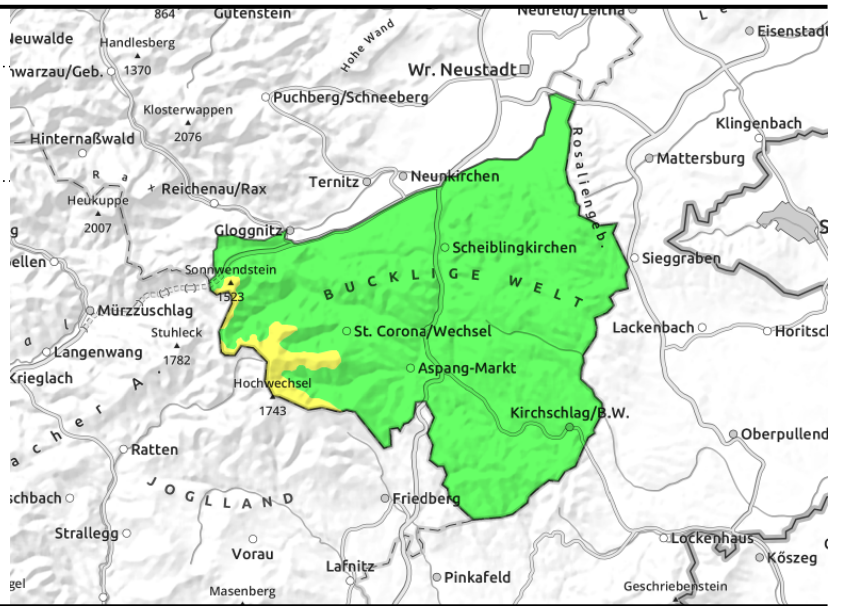 864
Gutenstein
Neufeld/Leitha
L e
Neuwalde
Handlesberg
1370
Hohe Wand
Eisenstadt
hwarzau/Geb.
Wr. Neustadt
Puchberg/Schneeberg
Klosterwappen
2076
Klingenbach
Hinternaßwald
Mattersburg
R a x
Ternitz
Neunkirchen
Reichenau/Rax
Rosaliengeb.
Heukuppe
2007
Gloggnitz
S
g
Scheiblingkirchen
ellen
Sieggraben
Sonnwendstein
1523
BUCKLIGE WELT
Mürzzuschlag
Stuhleck
1782
St. Corona/Wechsel
Lackenbach
Horitsch
Langenwang
Krieglach
Aspang-Markt
Hochwechsel
1743
a l
a c h e r A .
Kirchschlag/B.W.
Oberpullend
Ratten
JOGLLAND
schbach
Friedberg
Strallegg
Vorau
Lockenhaus
Kőszeg
Lafnitz
Pinkafeld
gel
Masenberg
Geschriebenstein